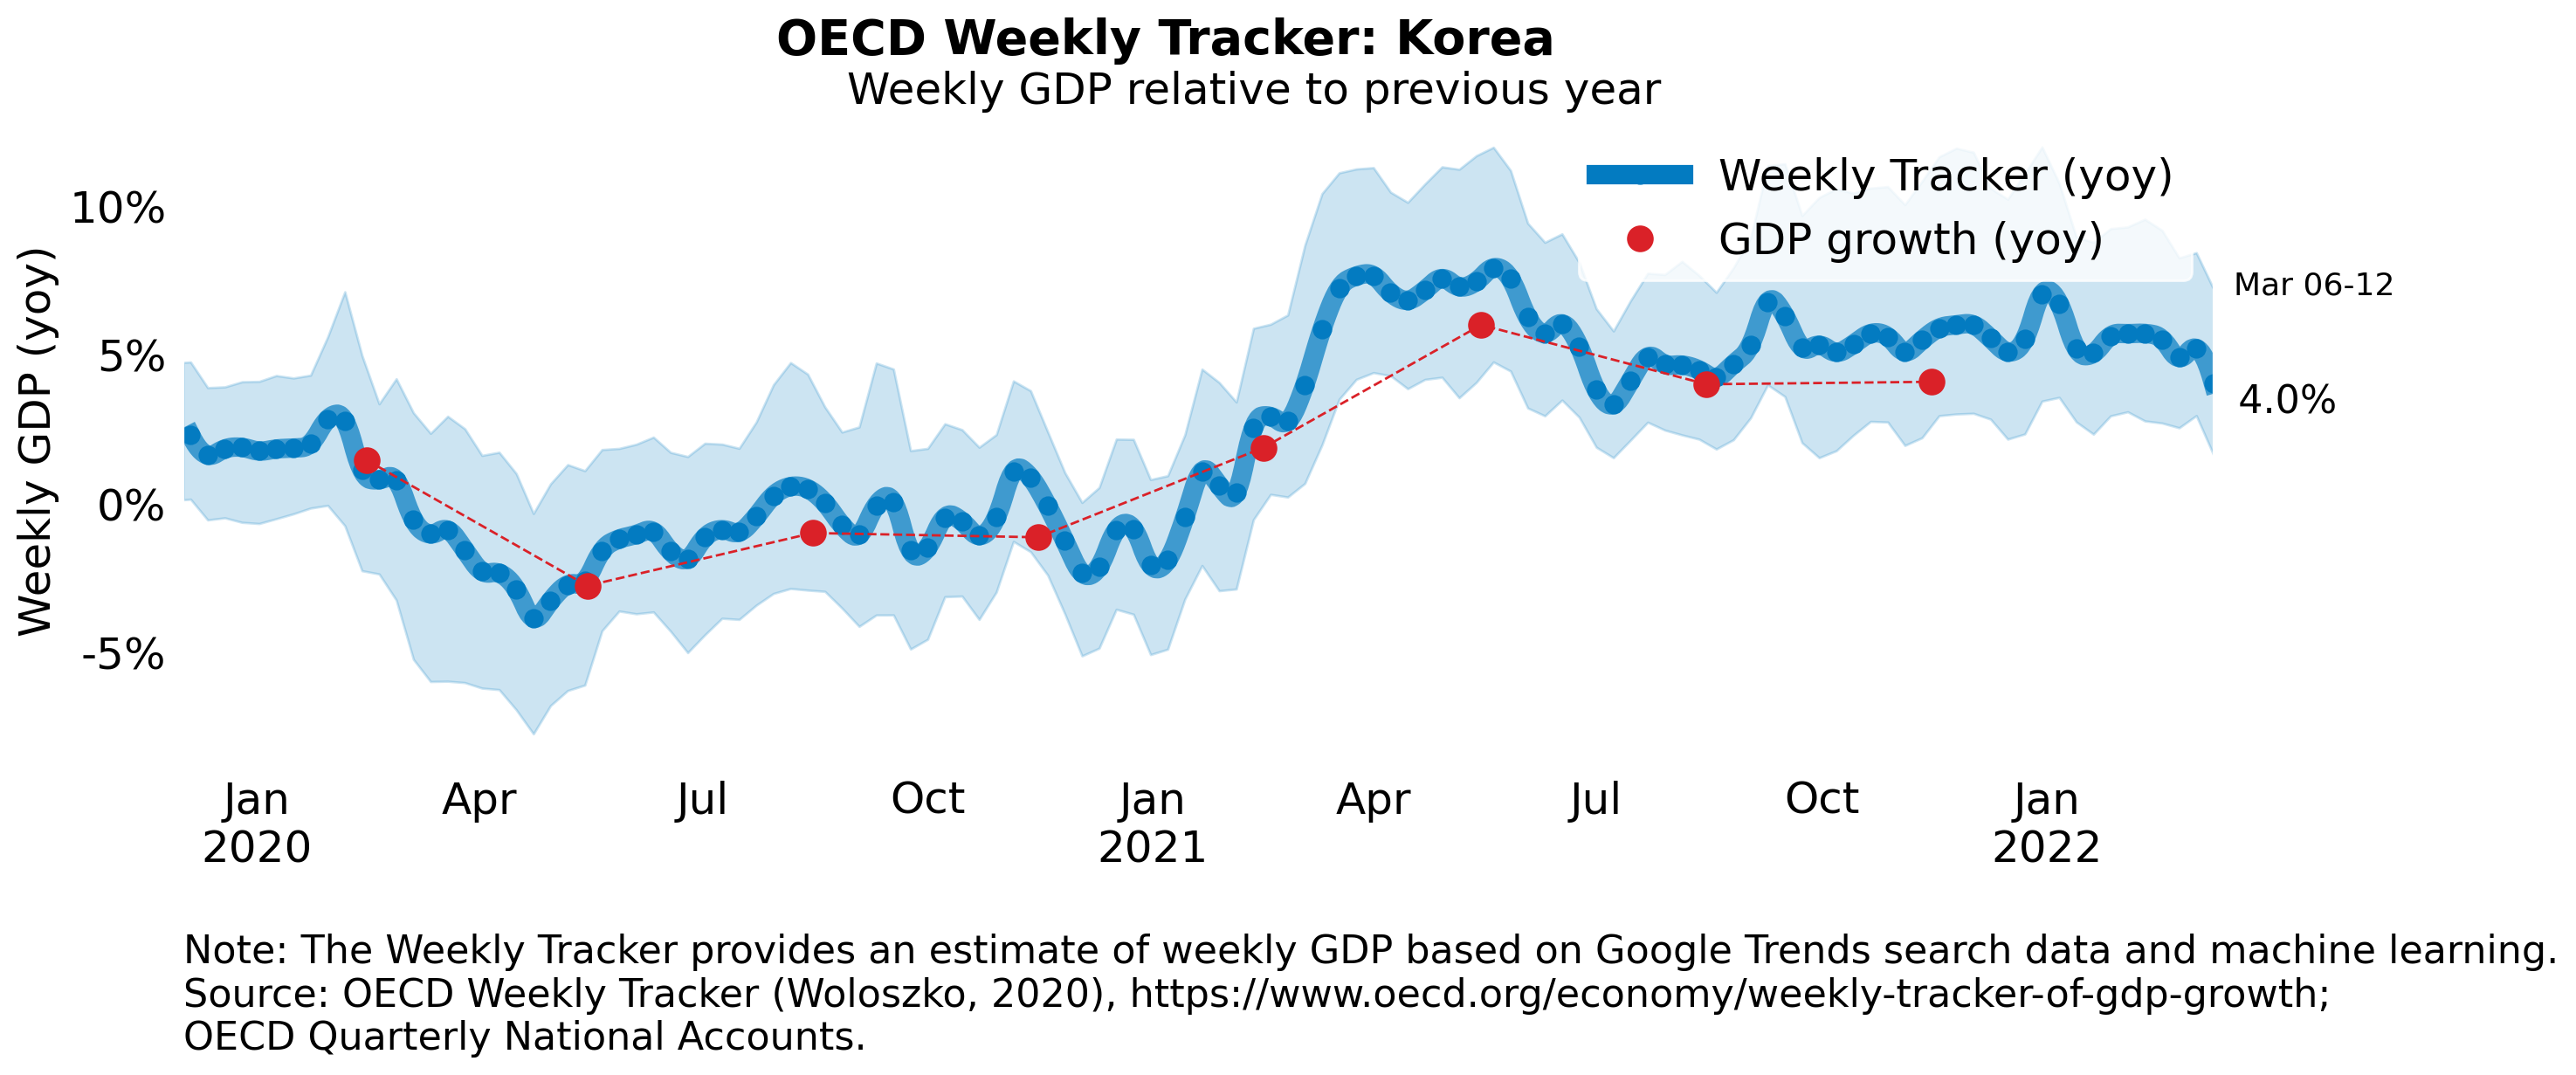 OECD Weekly Tracker: Korea
Weekly GDP relative to previous year
Weekly GDP (yoy)
10%
5%
0%
-5%
Weekly Tracker (yoy)
GDP growth (yoy)
Mar 06-12
4.0%
Jan Apr Jul Oct Jan Apr Jul Oct Jan
2020 2021 2022
Note: The Weekly Tracker provides an estimate of weekly GDP based on Google Trends search data and machine learning.
Source: OECD Weekly Tracker (Woloszko, 2020), https://www.oecd.org/economy/weekly-tracker-of-gdp-growth;
OECD Quarterly National Accounts.